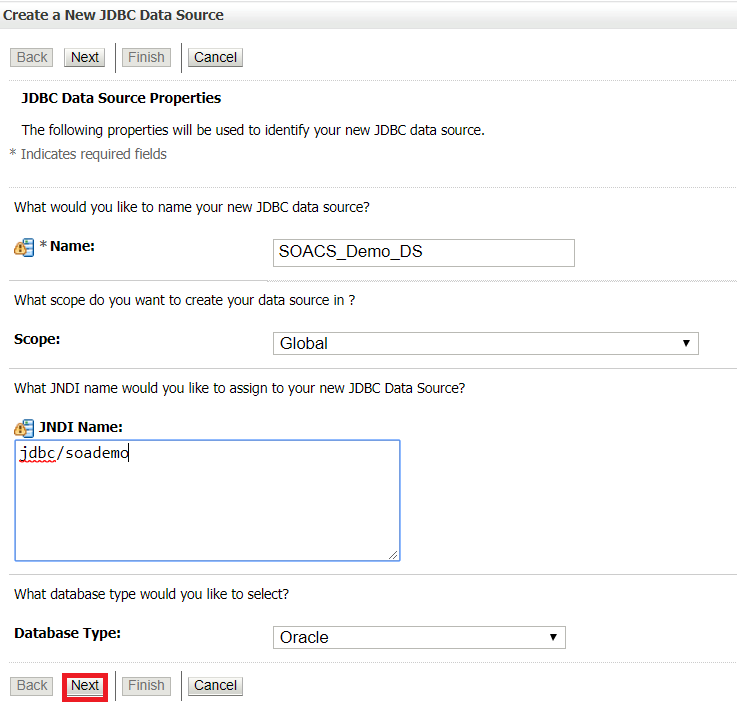 Create a New JDBC Data Source
Back Next Finish Cancel
JDBC Data Source Properties
The following properties will be used to identify your new JDBC data source.
* Indicates required fields
What would you like to name your new JDBC data source?
* Name: SOACS_Demo_DS
What scope do you want to create your data source in ?
Scope: Global
What JNDI name would you like to assign to your new JDBC Data Source?
JNDI Name:
jdbc/soademo
What database type would you like to select?
Database Type: Oracle
Back Next Finish Cancel